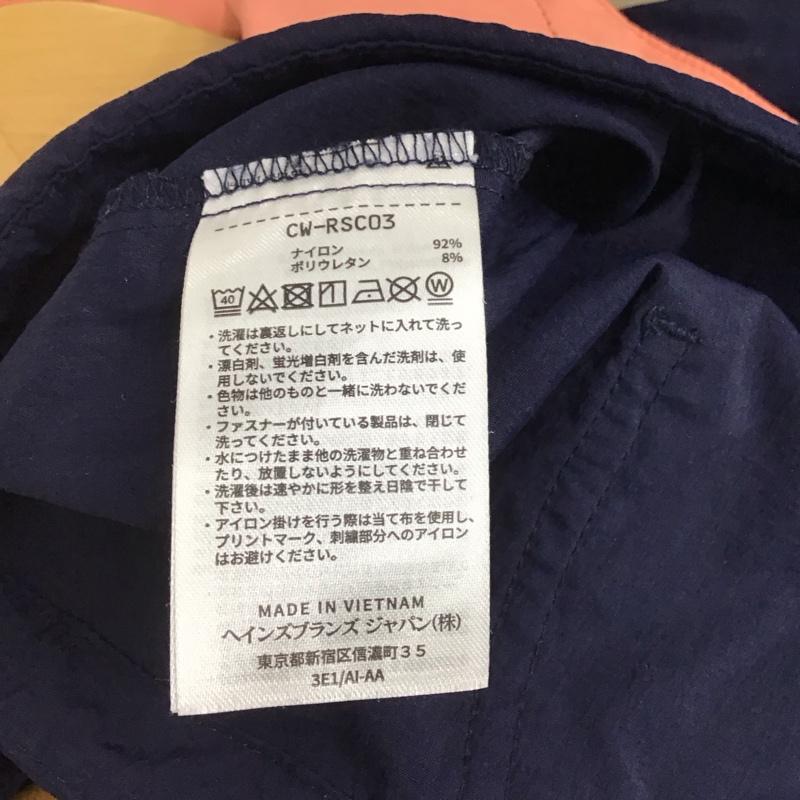 CW-RSC03
ナイロン 92%
ポリウレタン 8%
40 W
・洗濯は裏返しにしてネットに入れて洗っ
てください。
・漂白剤、蛍光増白剤を含んだ洗剤は、使
用しないでください。
・色物は他のものと一緒に洗わないでくだ
さい。
・ファスナーが付いている製品は、閉じて
洗ってください。
・水につけたまま他の洗濯物と重ね合わせ
たり、放置しないようにしてください。
・洗濯後は速やかに形を整え日陰で干して
下さい。
・アイロン掛けを行う際は当て布を使用し、
プリントマーク、刺繍部分へのアイロン
はお避けください。
MADE IN VIETNAM
ヘインズブランズ ジャパン(株)
東京都新宿区信濃町35
3E1/AI-AA